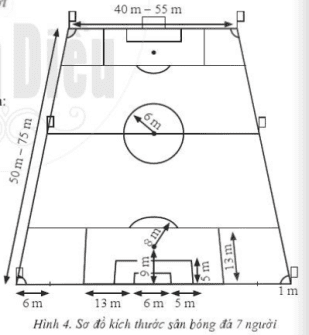 40 m – 55 m
Diệu
6 m
50 m – 75 m
8 m
9 m
5 m
13 m
1 m
6 m
13 m
6 m
5 m
Hình 4. Sơ đồ kích thước sân bóng đá 7 người